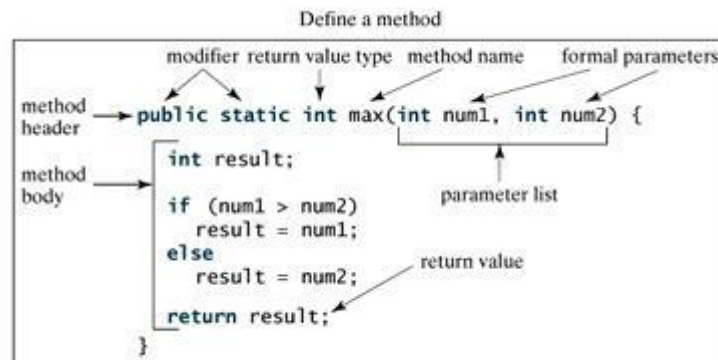 Define a method
modifier return value type method name formal parameters
method
header
public static int max(int num1, int num2) {
method
body
int result;
parameter list
if (num1 > num2)
result = num1;
else
result = num2;
return value
return result;
}